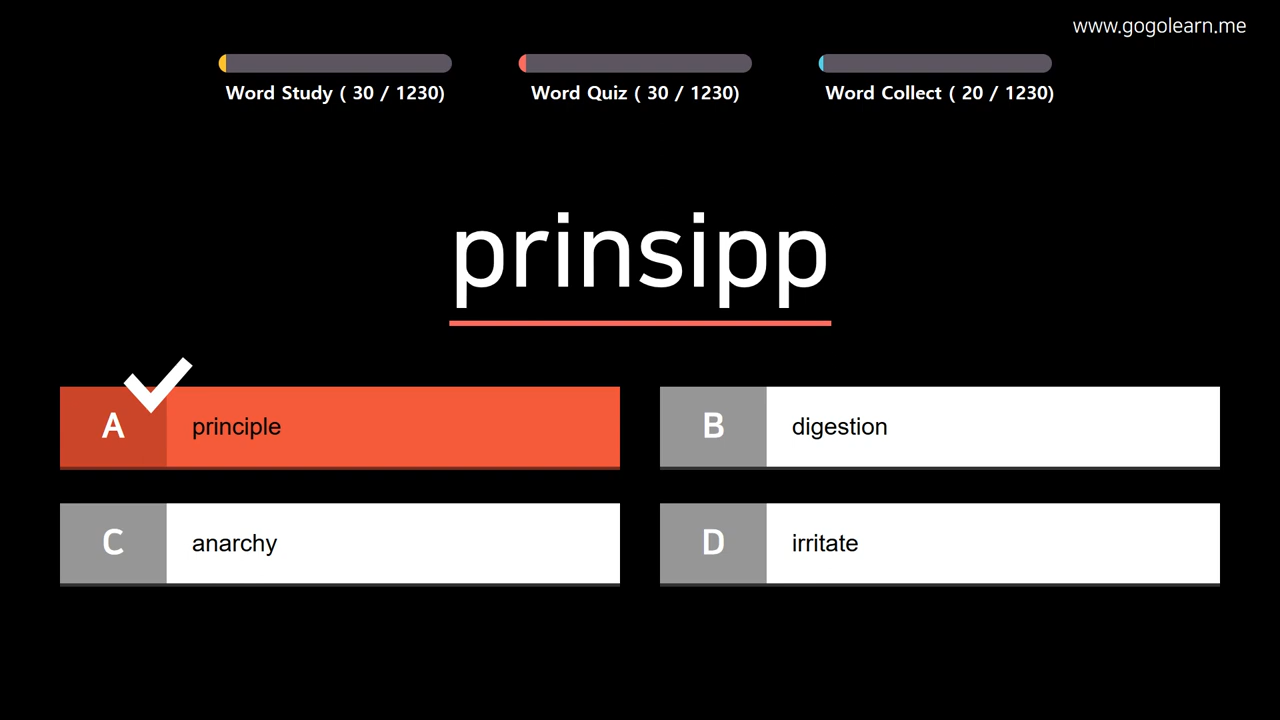 www.gogolearn.me
Word Study ( 30 / 1230)
Word Quiz ( 30 / 1230)
Word Collect ( 20 / 1230)
prinsipp
A principle
B digestion
C anarchy
D irritate